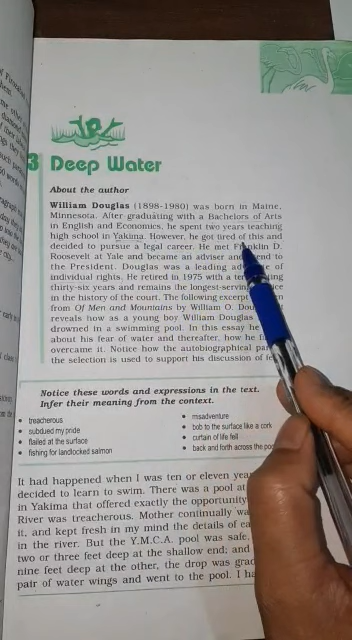 3 Deep Water
About the author
William Douglas (1898-1980) was born in Maine,
Minnesota. After graduating with a Bachelors of Arts
in English and Economics, he spent two years teaching
high school in Yakima. However, he got tired of this and
decided to pursue a legal career. He met Franklin D.
Roosevelt at Yale and became an adviser and to
the President. Douglas was a leading of
individual rights. He retired in 1975 with a term
thirty-six years and remains the longest-serving
in the history of the court. The following excerpt
from Of Men and Mountains by William O.
reveals how as a young boy William Douglas
drowned in a swimming pool. In this essay he
about his fear of water and thereafter, how he
overcame it. Notice how the autobiographical
the selection is used to support his discussion of
Notice these words and expressions in the text.
Infer their meaning from the context.
• treacherous
• subdued my pride
• flailed at the surface
• fishing for landlocked salmon
• misadventure
• bob to the surface like a cork
• curtain of life fell
• back and forth across the
It had happened when I was ten or eleven
decided to learn to swim. There was a pool at
in Yakima that offered exactly the opportunity
River was treacherous. Mother continually
it, and kept fresh in my mind the details of
in the river. But the Y.M.C.A. pool was safe.
two or three feet deep at the shallow end; and
nine feet deep at the other, the drop was
pair of water wings and went to the pool. I